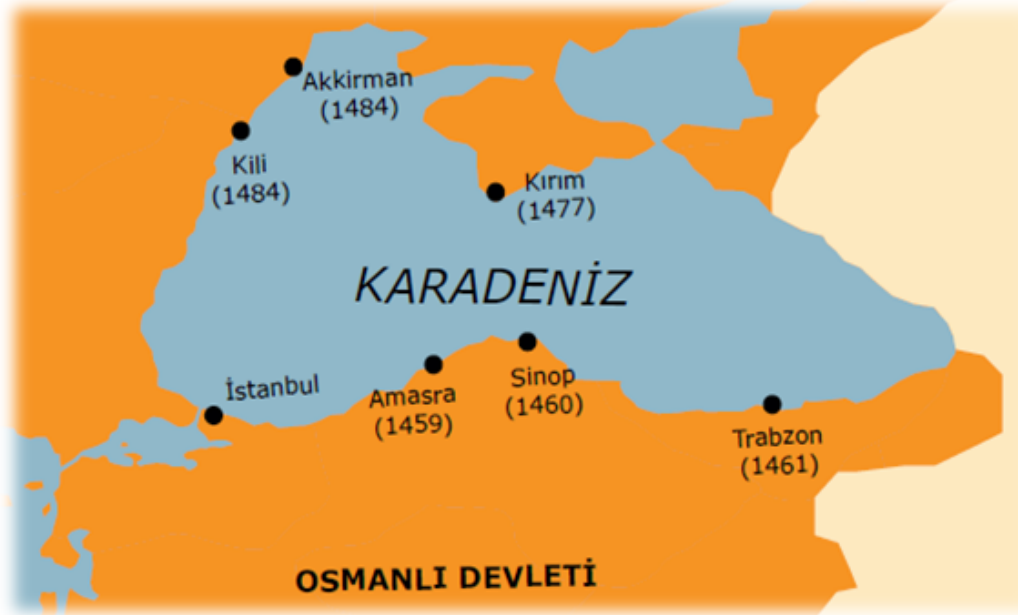 Akkirman
(1484)
Kili
(1484)
Kırım
(1477)
KARADENİZ
İstanbul
Amasra
(1459)
Sinop
(1460)
Trabzon
(1461)
OSMANLI DEVLETİ